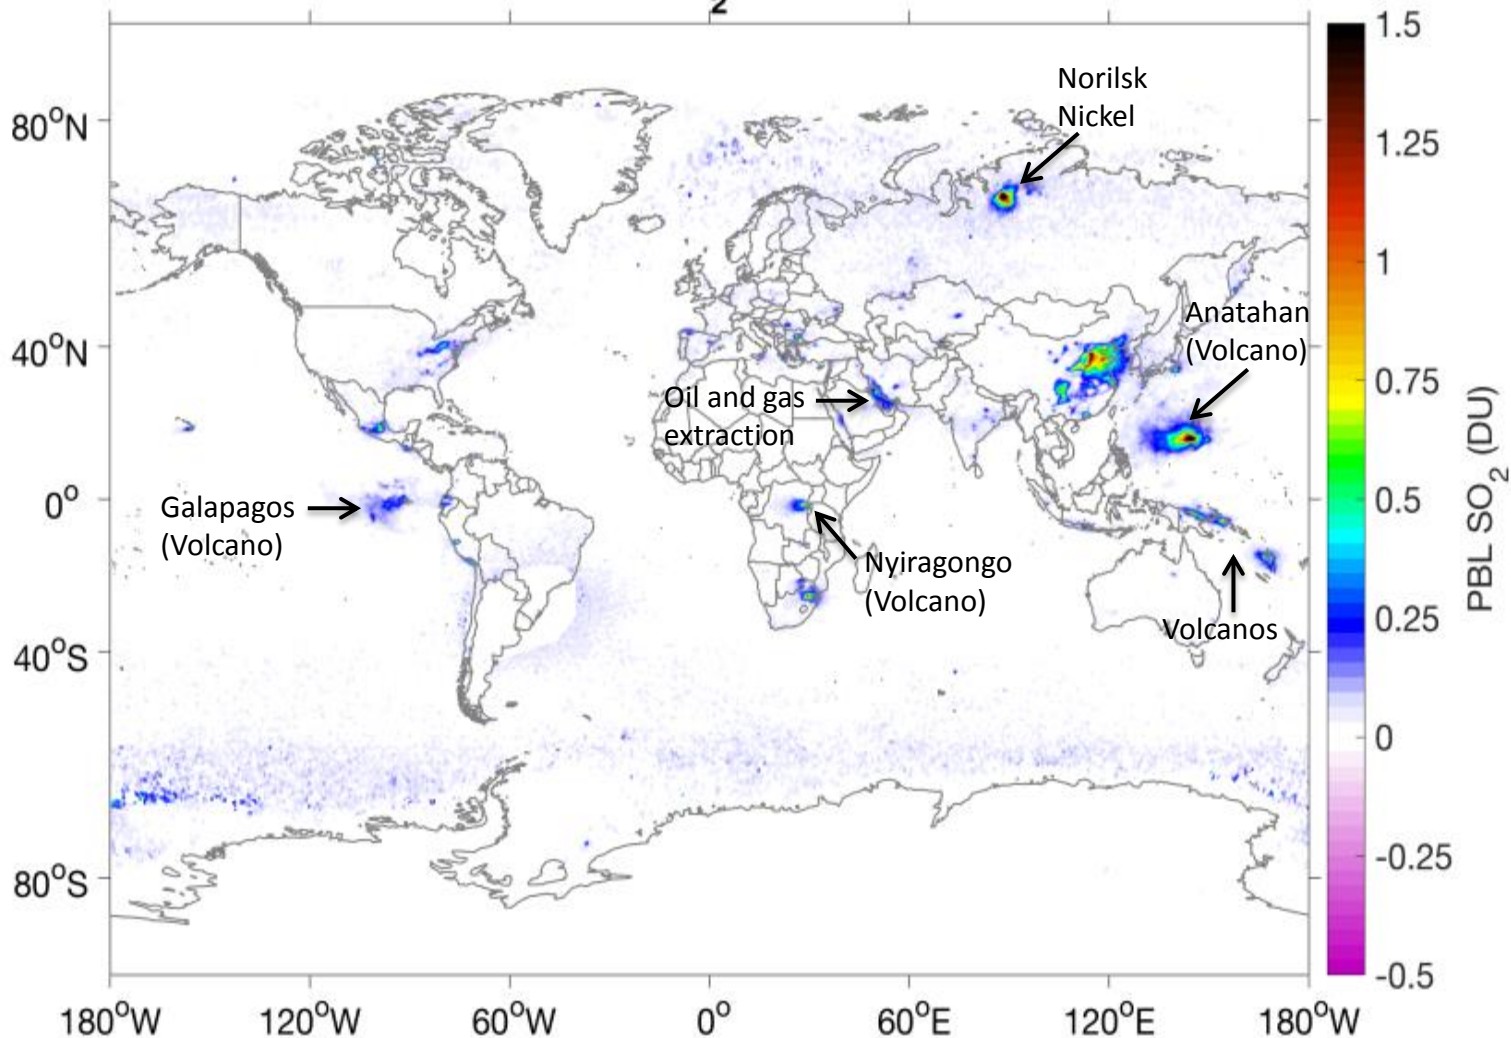 2
Norilsk
Nickel
Anatahan
(Volcano)
Oil and gas
extraction
Galapagos
(Volcano)
Nyiragongo
(Volcano)
Volcanos
80°N
40°N
0°
40°S
80°S
180°W
120°W
60°W
0°
60°E
120°E
180°W
1.5
1.25
1
0.75
0.5
0.25
0
-0.25
-0.5
PBL SO₂ (DU)